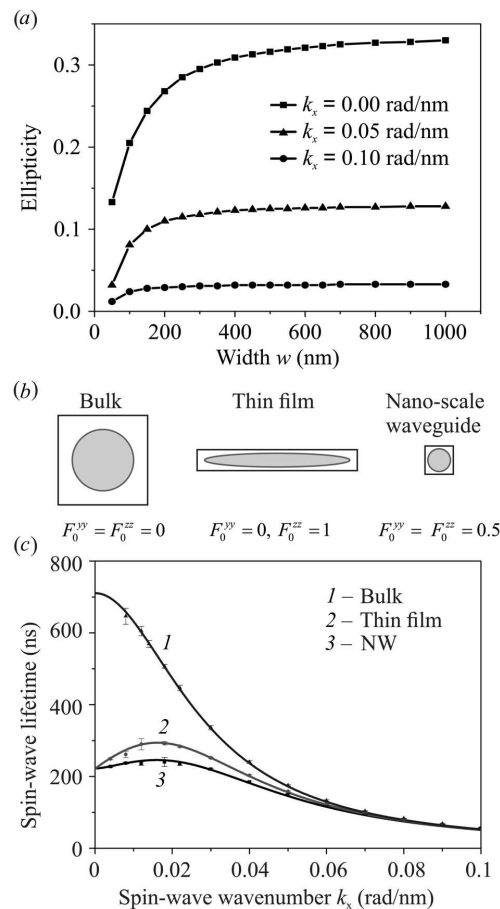 (a)
0.3
0.2
0.1
0.0
Ellipticity
kₓ = 0.00 rad/nm
kₓ = 0.05 rad/nm
kₓ = 0.10 rad/nm
0 200 400 600 800 1000
Width w (nm)
(b)
Bulk Thin film Nano-scale
waveguide
F₀ʸʸ = F₀ᶻᶻ = 0 F₀ʸʸ = 0, F₀ᶻᶻ = 1 F₀ʸʸ = F₀ᶻᶻ = 0.5
(c)
800
600
400
200
0
Spin-wave lifetime (ns)
1 – Bulk
2 – Thin film
3 – NW
1
2
3
0 0.02 0.04 0.06 0.08 0.1
Spin-wave wavenumber kₓ (rad/nm)